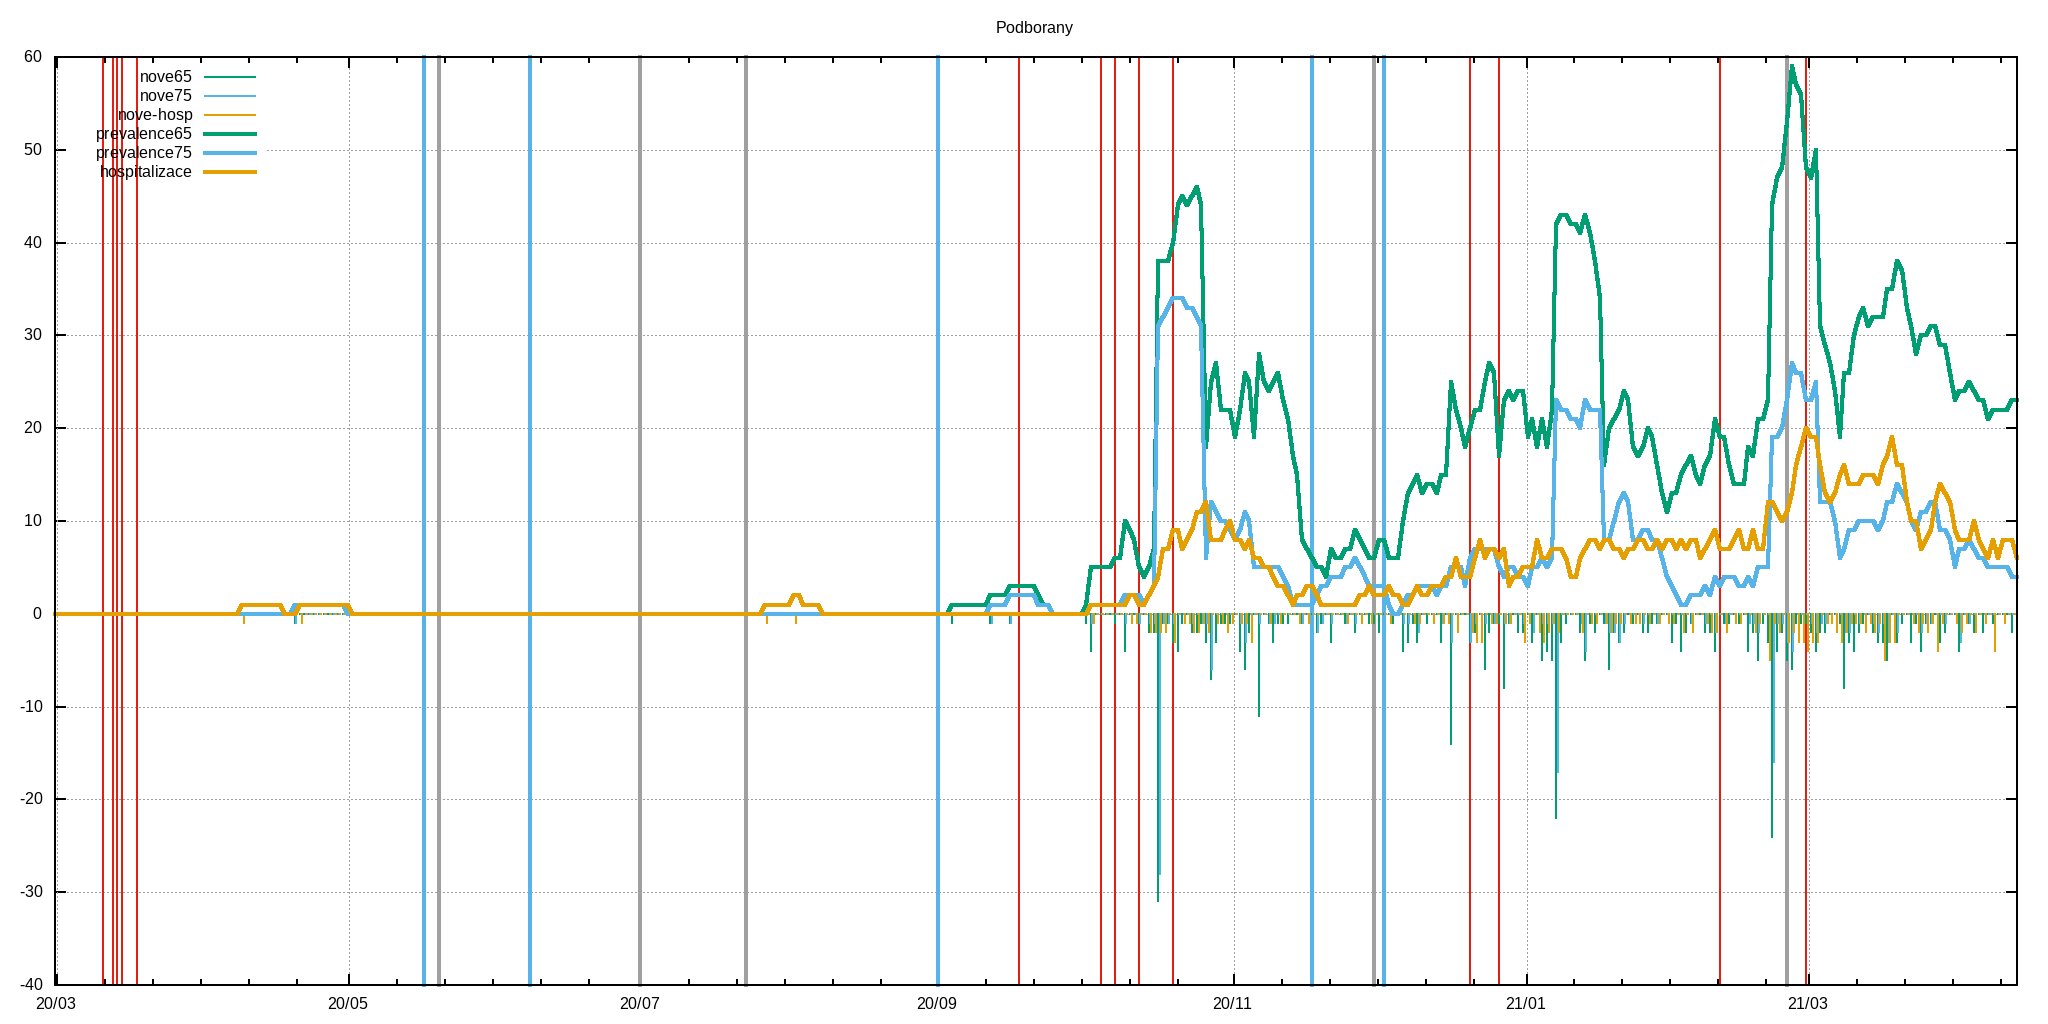 Podborany
60
50
40
30
20
10
0
-10
-20
-30
-40
nove65
nove75
nove-hosp
prevalence65
prevalence75
hospitalizace
20/03 20/05 20/07 20/09 20/11 21/01 21/03